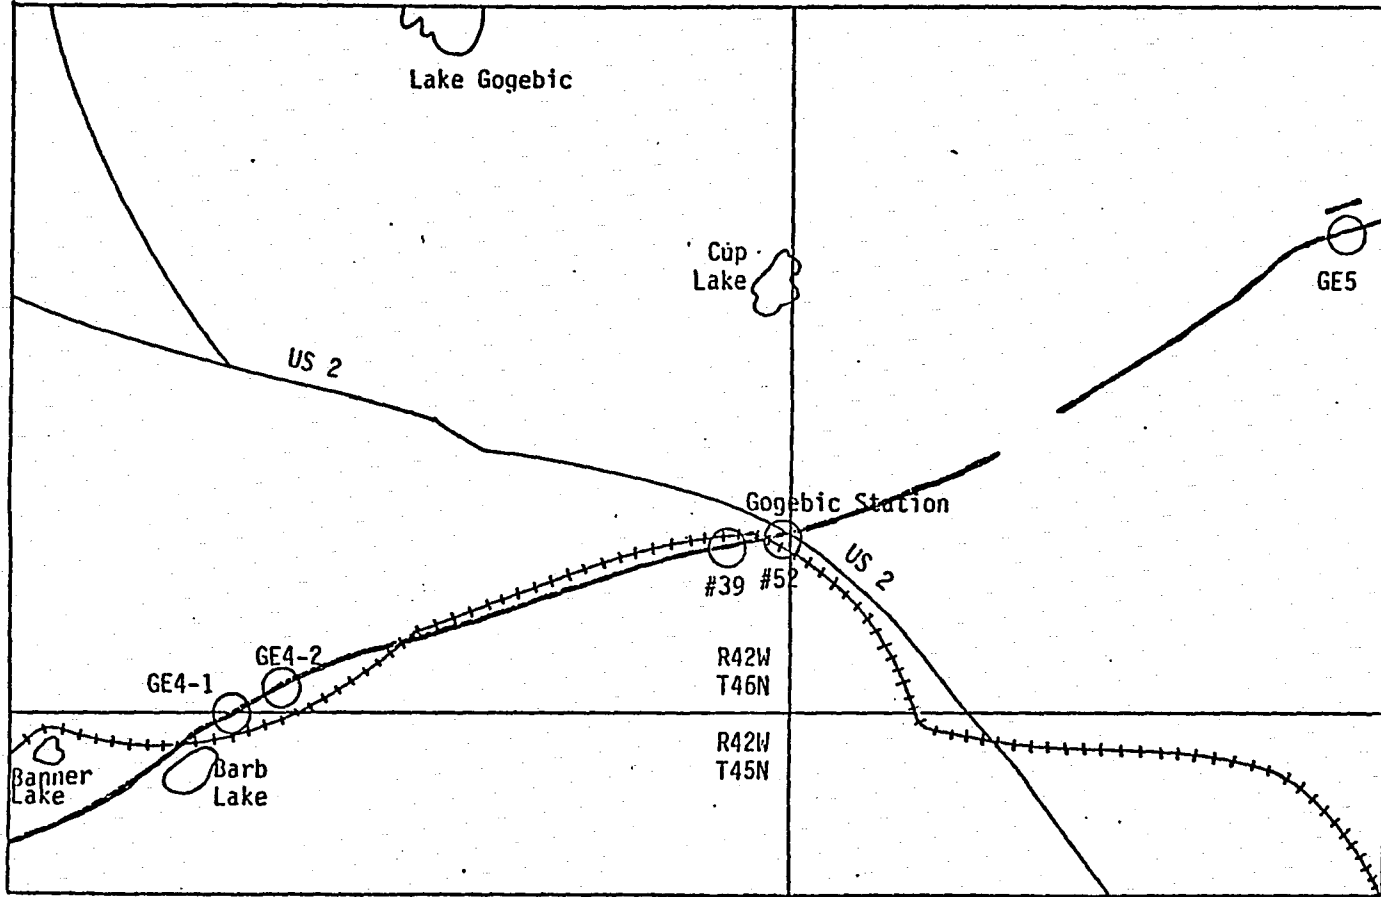 Lake Gogebic
Cup
Lake
GE5
US 2
Gogebic Station
US 2
#39
#52
R42W
T46N
GE4-2
GE4-1
R42W
T45N
Banner
Lake
Barb
Lake